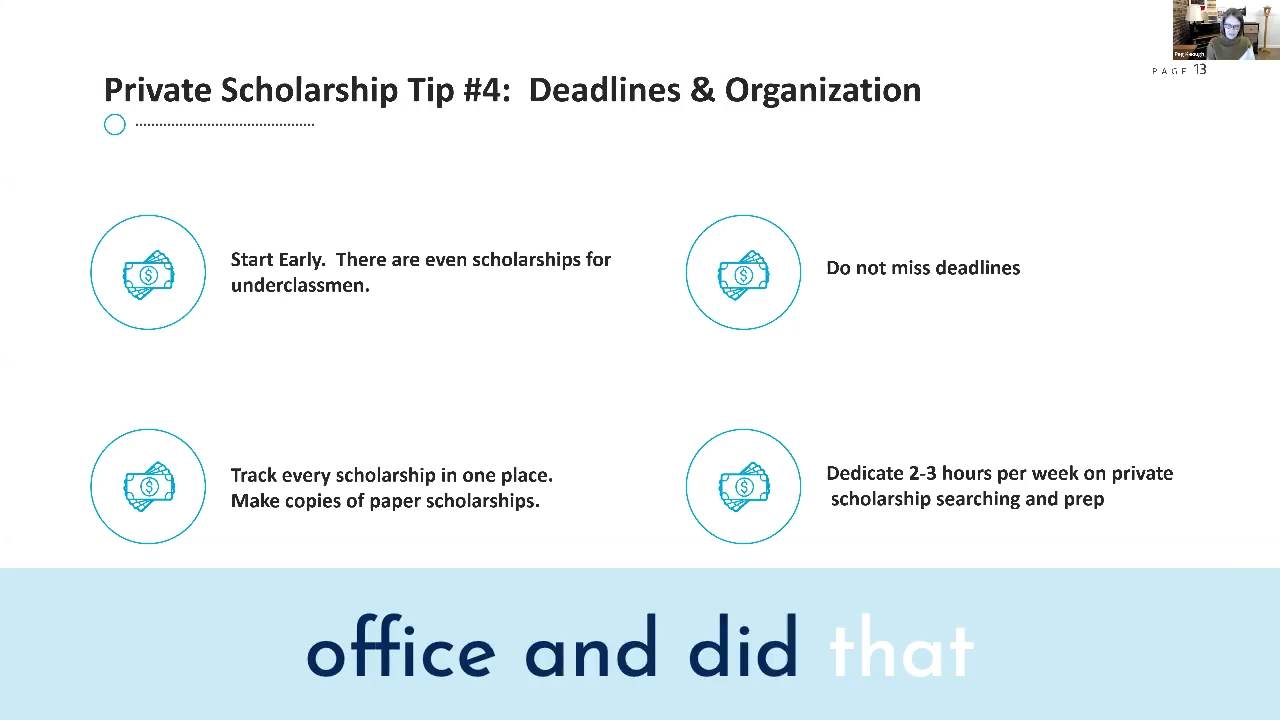 Peg Keough
PAGE 13
Private Scholarship Tip #4: Deadlines & Organization
Start Early. There are even scholarships for
underclassmen.
Do not miss deadlines
Track every scholarship in one place.
Make copies of paper scholarships.
Dedicate 2-3 hours per week on private
scholarship searching and prep
office and did that